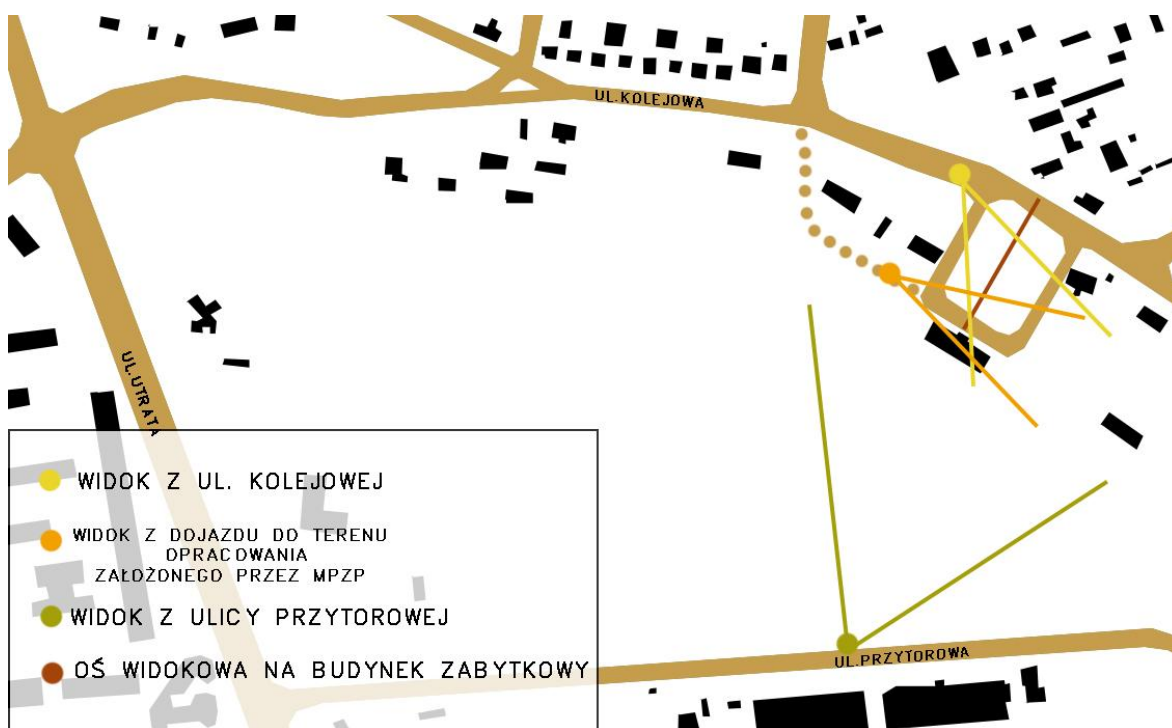 UL.KOLEJOWA
UL.UTRATA
WIDOK Z UL. KOLEJOWEJ
WIDOK Z DOJAZDU DO TERENU
OPRACOWANIA
ZAŁOŻONEGO PRZEZ MPZP
WIDOK Z ULICY PRZYTOROWEJ
OŚ WIDOKOWA NA BUDYNEK ZABYTKOWY
UL.PRZYTOROWA